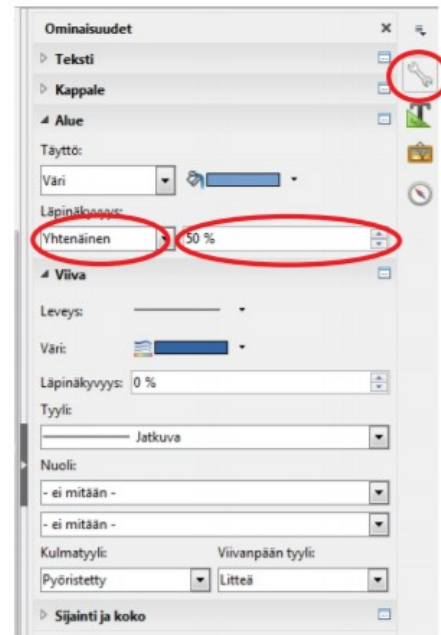 Ominaisuudet
Teksti
Kappale
Alue
Täyttö:
Väri
Läpinäkyvyys:
Yhtenäinen 50 %
Viiva
Leveys:
Väri:
Läpinäkyvyys: 0 %
Tyyli:
Jatkuva
Nuoli:
- ei mitään -
- ei mitään -
Kulmatyyli: Viivanpään tyyli:
Pyöristetty Litteä
Sijainti ja koko